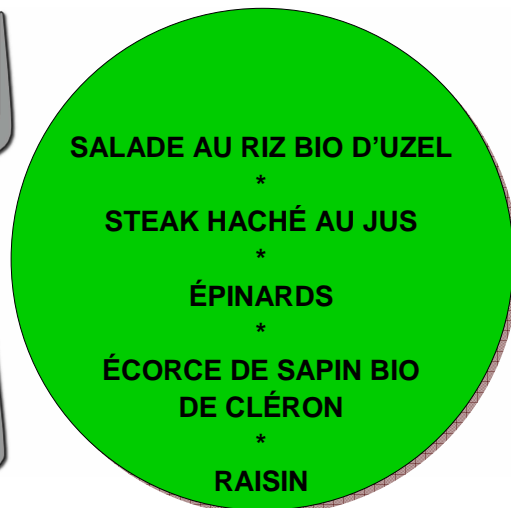 SALADE AU RIZ BIO D'UZEL
*
STEAK HACHÉ AU JUS
*
ÉPINARDS
*
ÉCORCE DE SAPIN BIO
DE CLÉRON
*
RAISIN